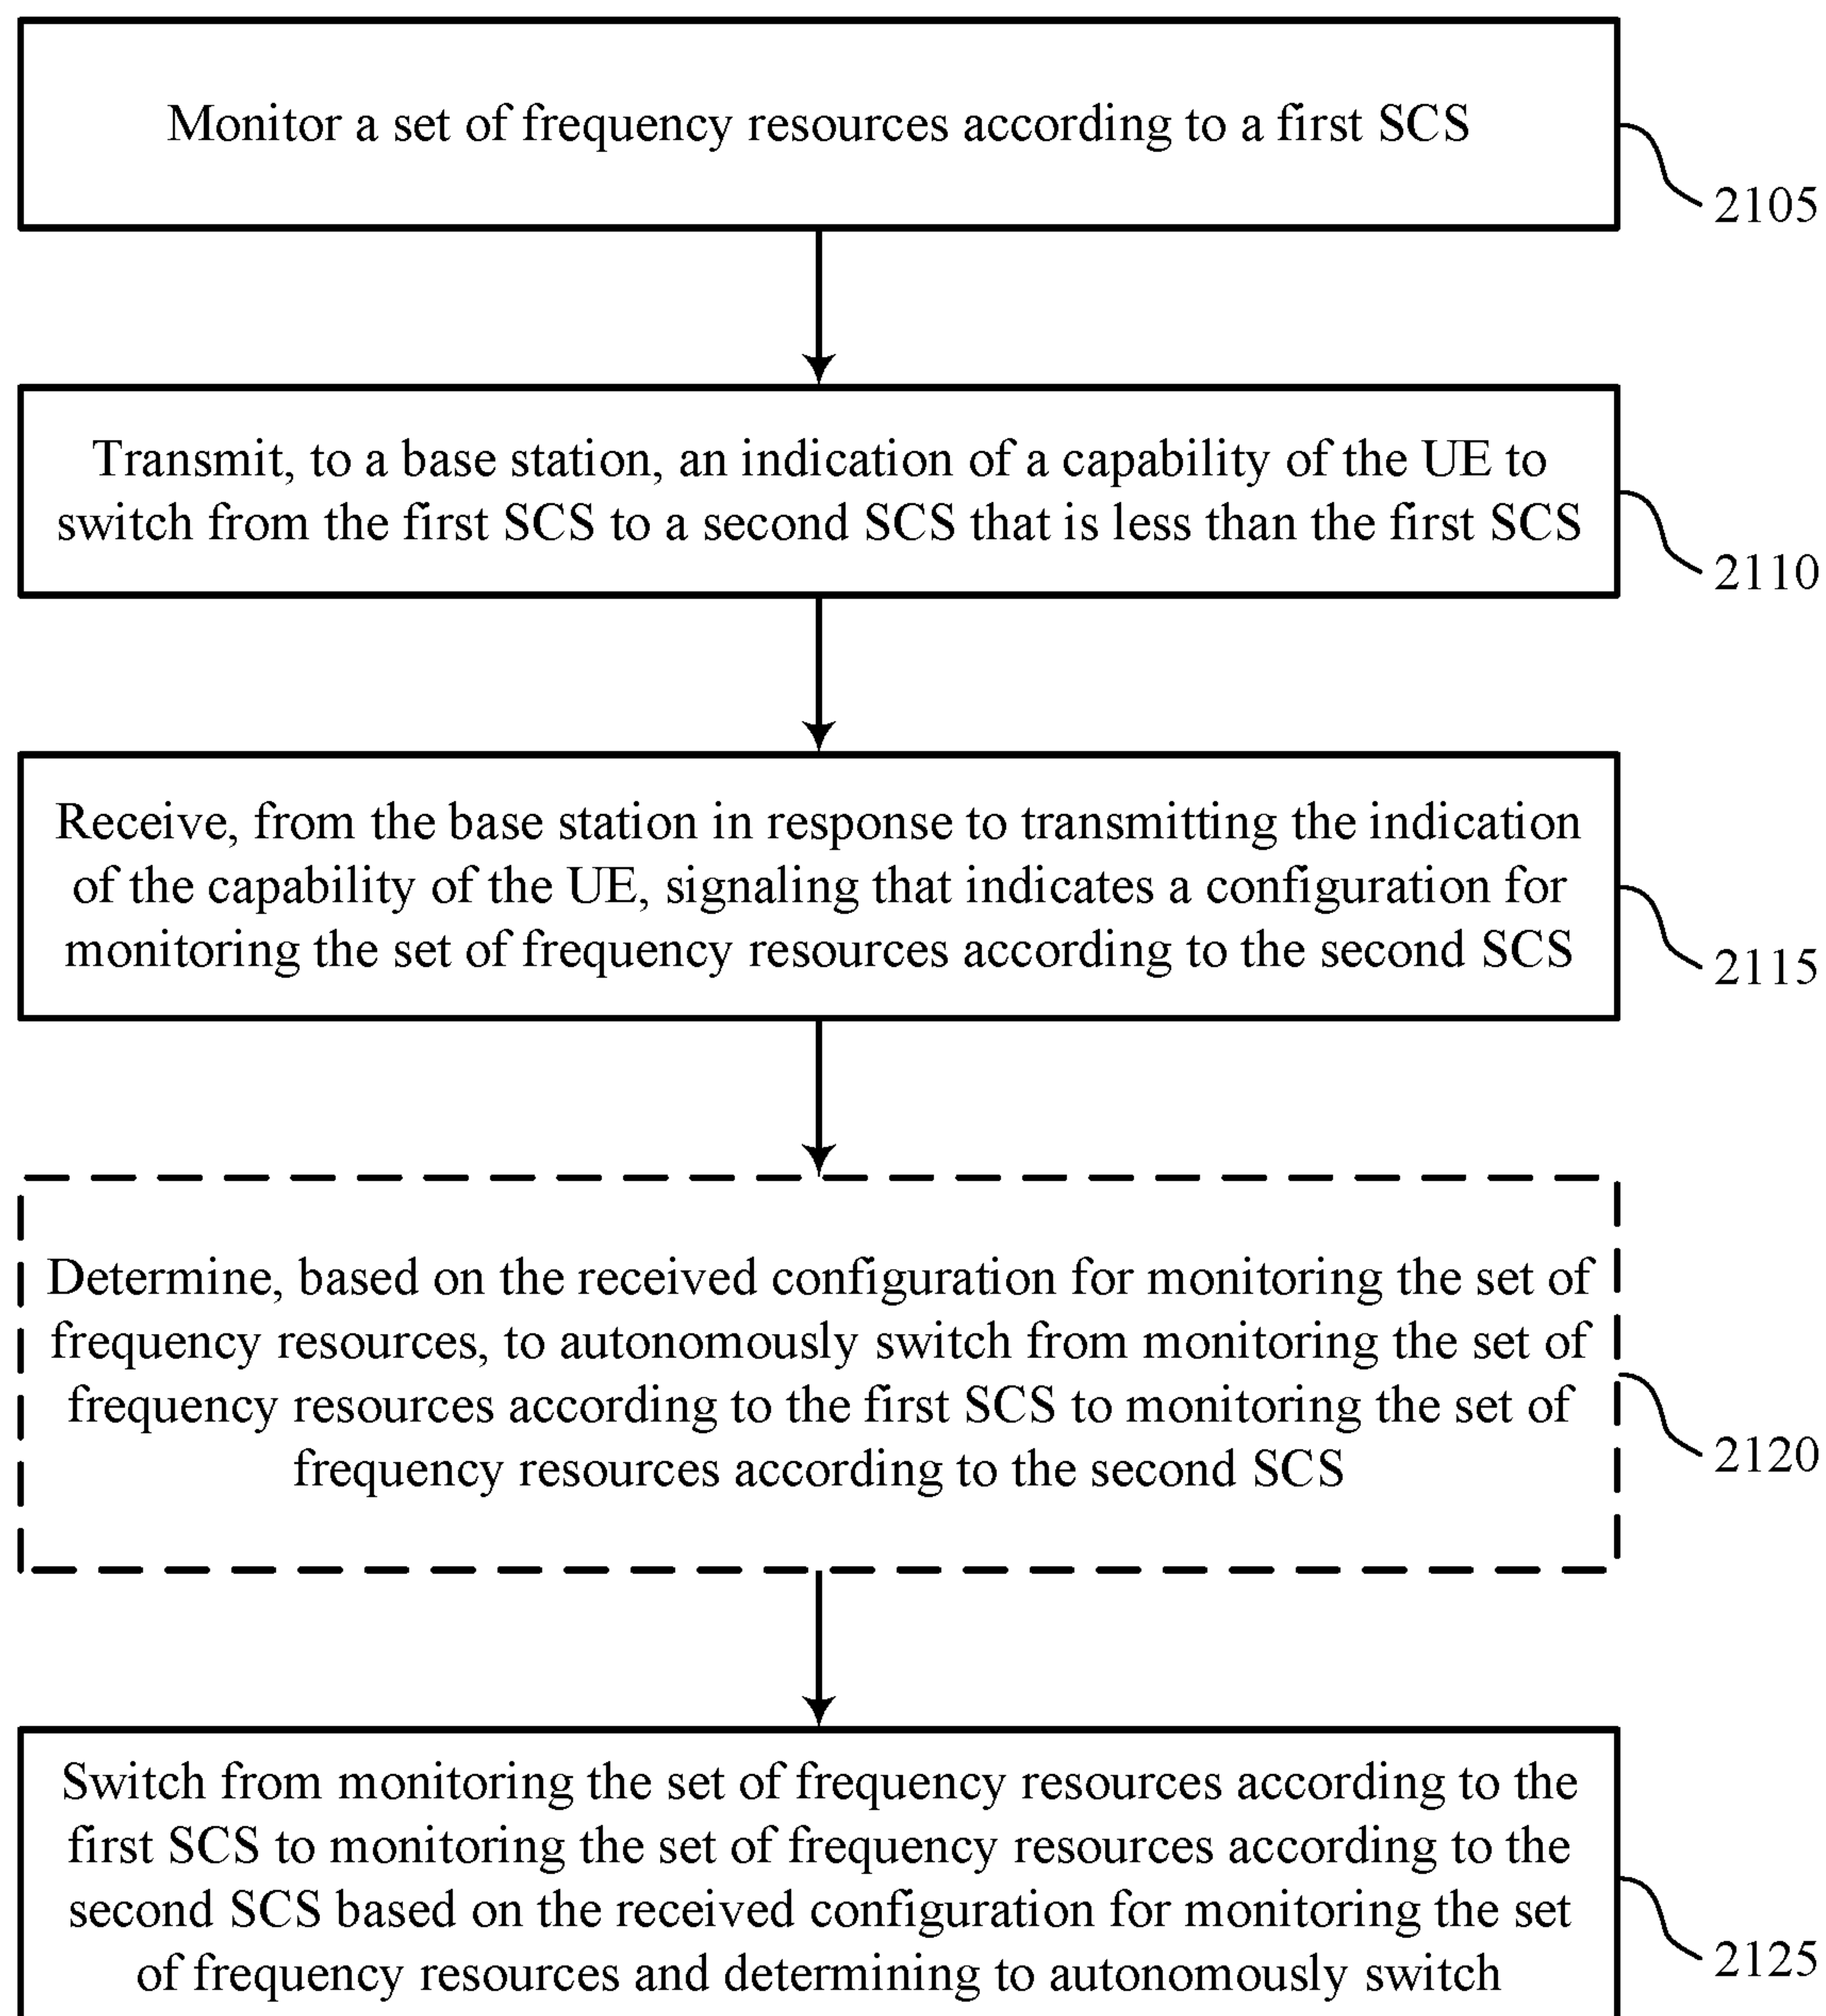 Monitor a set of frequency resources according to a first SCS
2105
Transmit, to a base station, an indication of a capability of the UE to
switch from the first SCS to a second SCS that is less than the first SCS
2110
Receive, from the base station in response to transmitting the indication
of the capability of the UE, signaling that indicates a configuration for
monitoring the set of frequency resources according to the second SCS
2115
Determine, based on the received configuration for monitoring the set of
frequency resources, to autonomously switch from monitoring the set of
frequency resources according to the first SCS to monitoring the set of
frequency resources according to the second SCS
2120
Switch from monitoring the set of frequency resources according to the
first SCS to monitoring the set of frequency resources according to the
second SCS based on the received configuration for monitoring the set
of frequency resources and determining to autonomously switch
2125